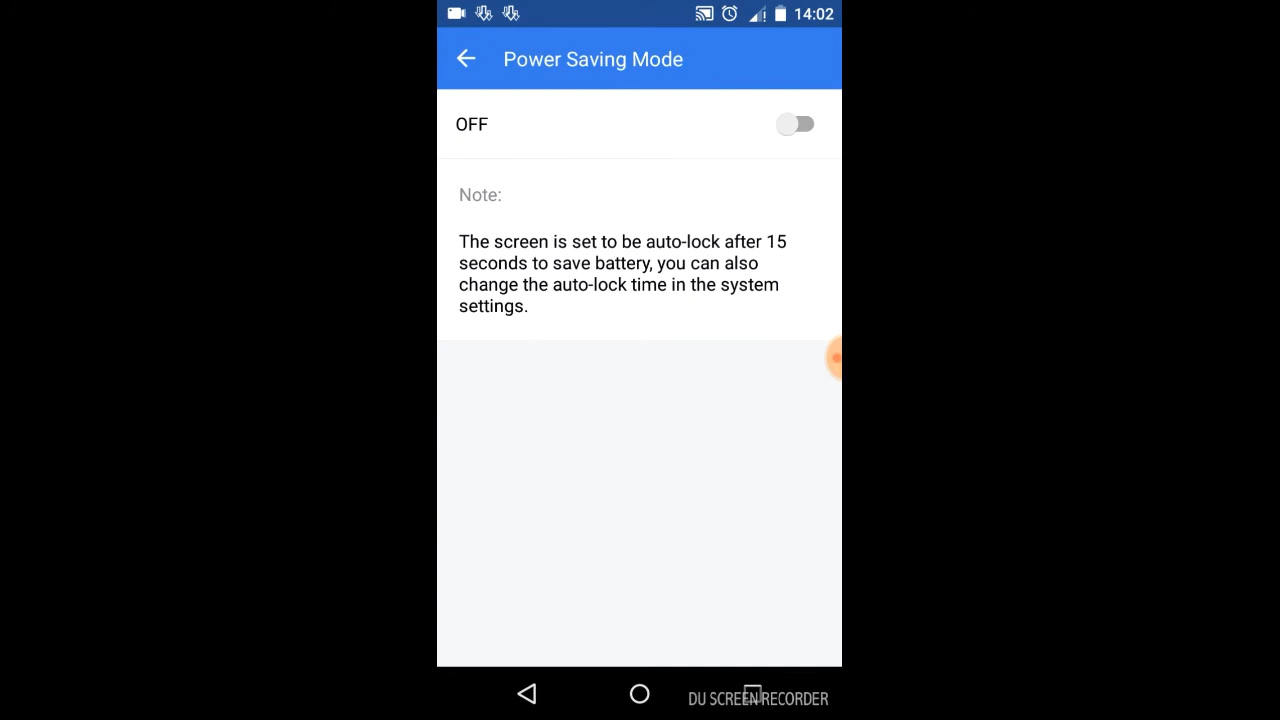 14:02
Power Saving Mode
OFF
Note:
The screen is set to be auto-lock after 15
seconds to save battery, you can also
change the auto-lock time in the system
settings.
DU SCREEN RECORDER